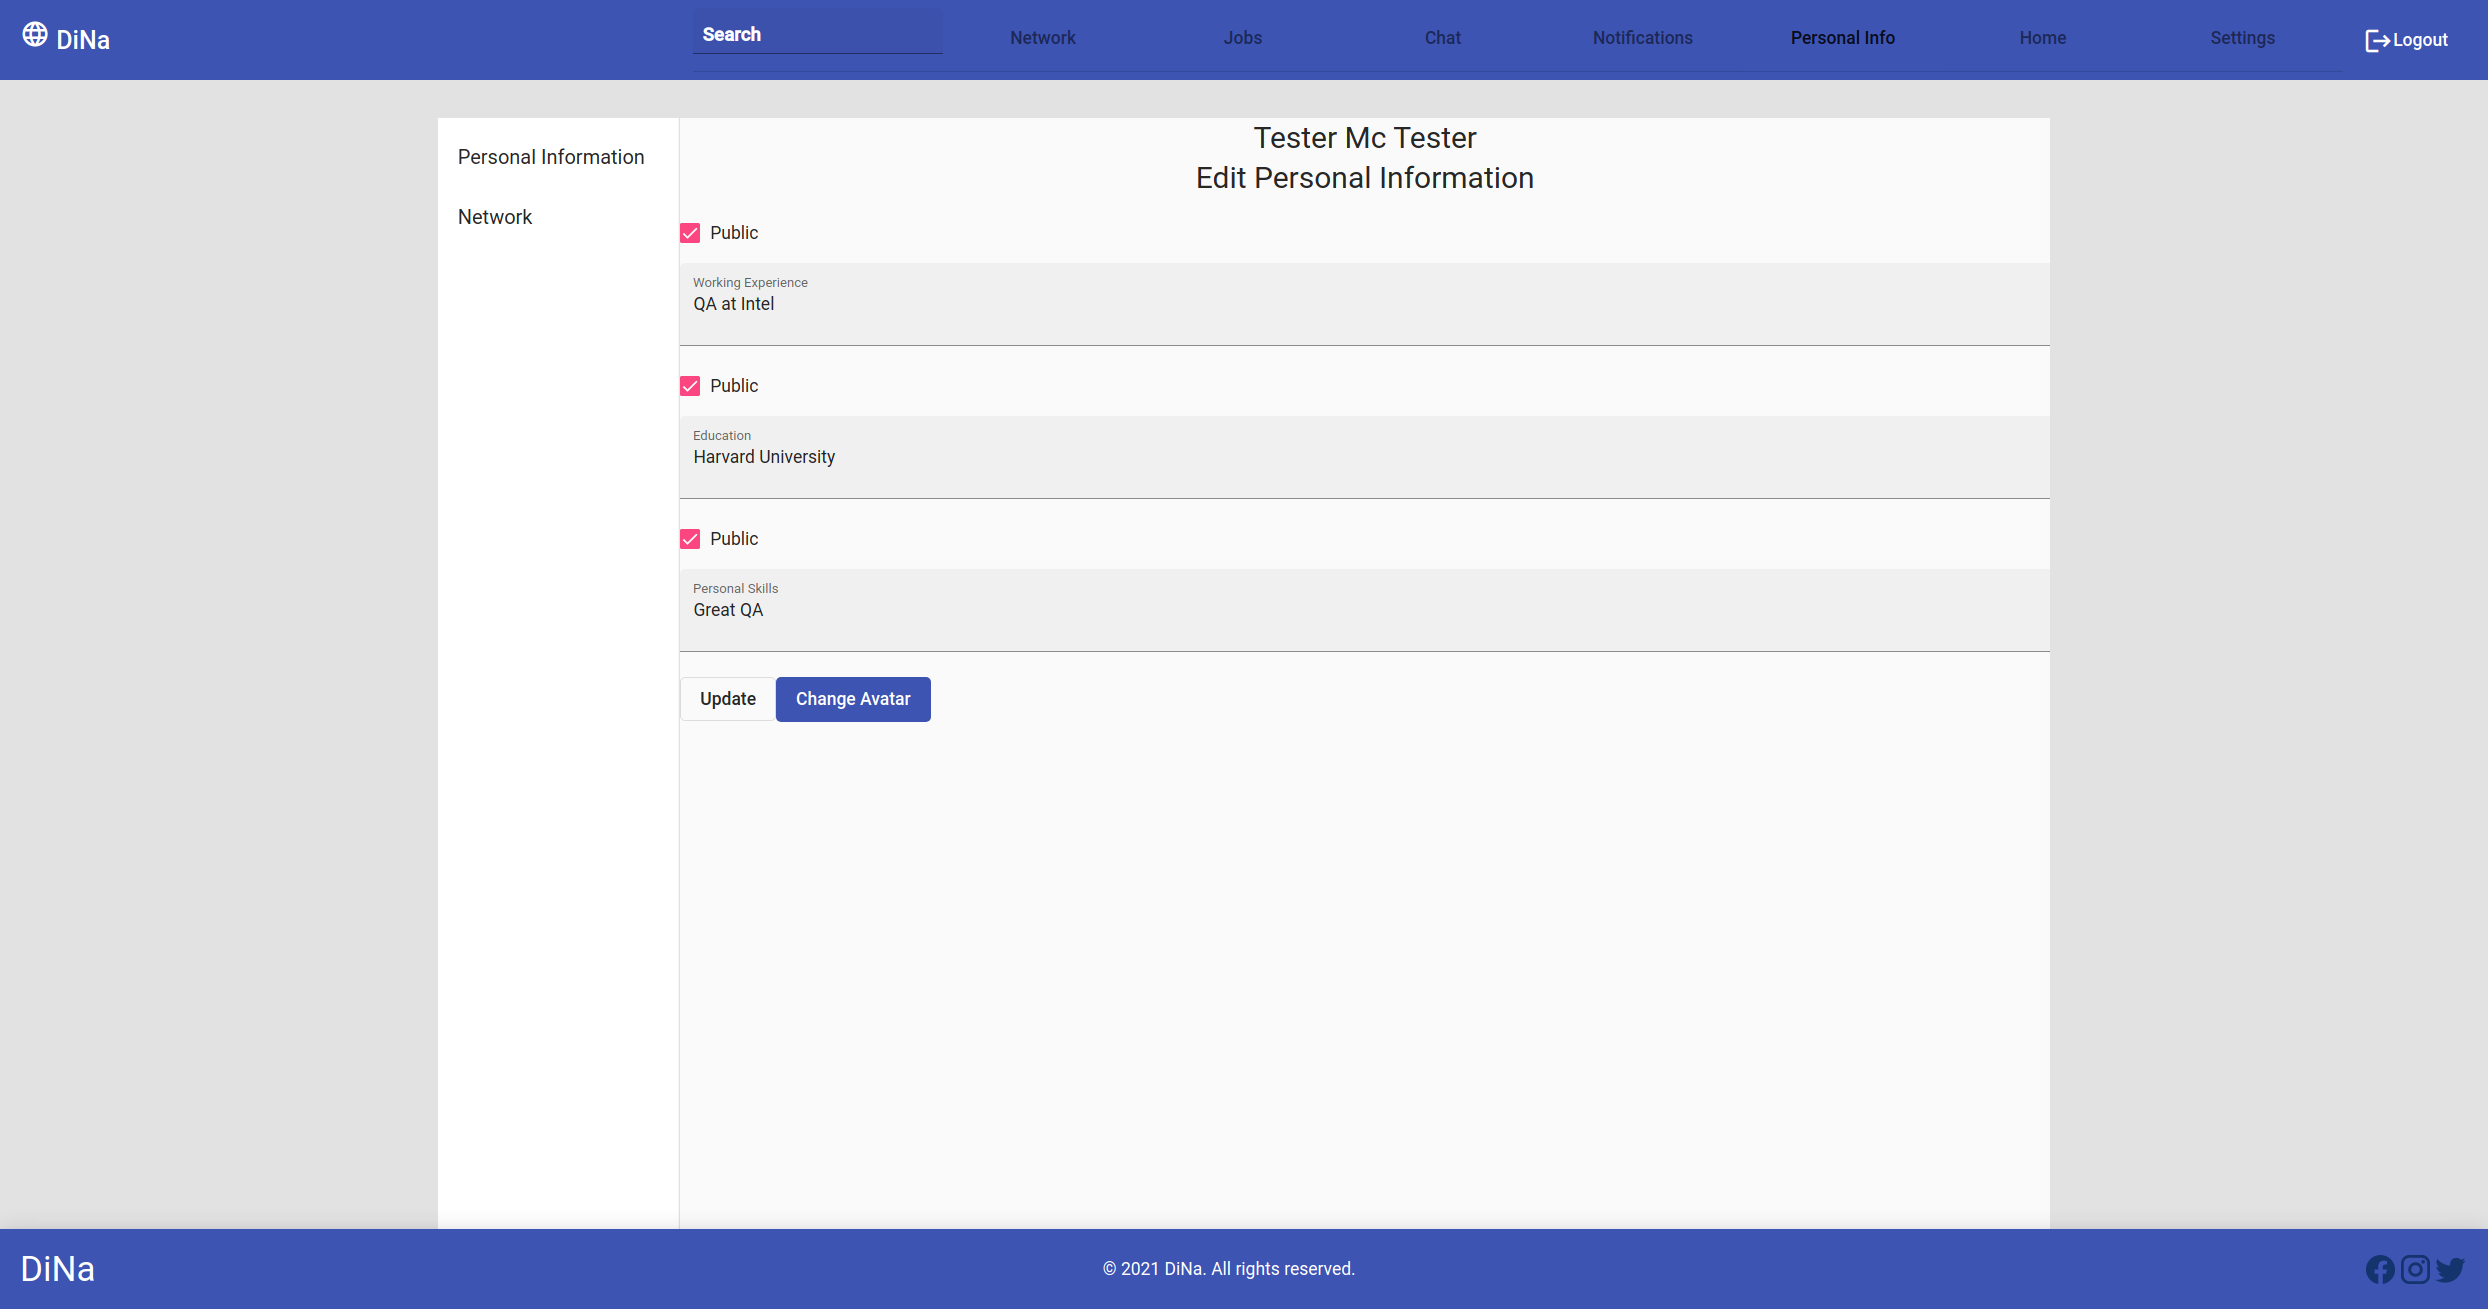 DiNa
Search
Network
Jobs
Chat
Notifications
Personal Info
Home
Settings
Logout
Personal Information
Network
Tester Mc Tester
Edit Personal Information
Public
Working Experience
QA at Intel
Public
Education
Harvard University
Public
Personal Skills
Great QA
Update
Change Avatar
DiNa
© 2021 DiNa. All rights reserved.